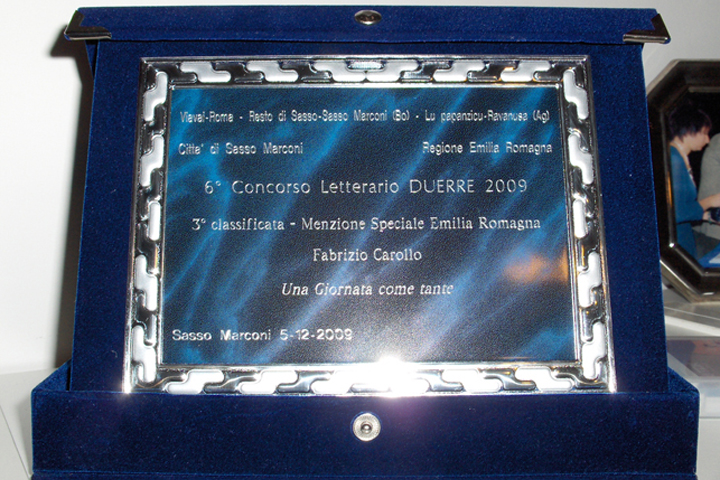 Viavai-Roma - Resto di Sasso-Sasso Marconi (Bo) - Lu papanzicu-Ravanusa (Ag)
Citta' di Sasso Marconi Regione Emilia Romagna
6° Concorso Letterario DUERRE 2009
3° classificata - Menzione Speciale Emilia Romagna
Fabrizio Carollo
Una Giornata come tante
Sasso Marconi 5-12-2009